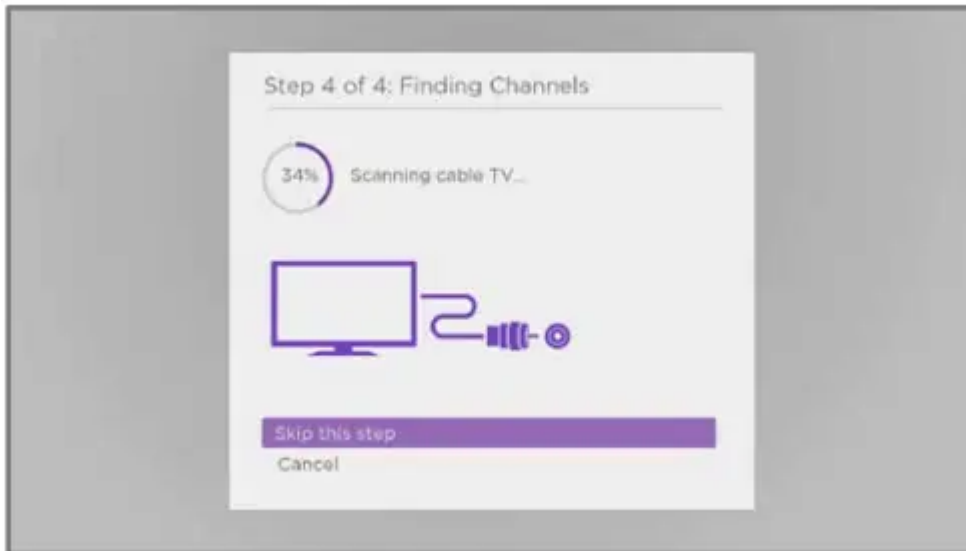 Step 4 of 4: Finding Channels
34%
Scanning cable TV...
Skip this step
Cancel